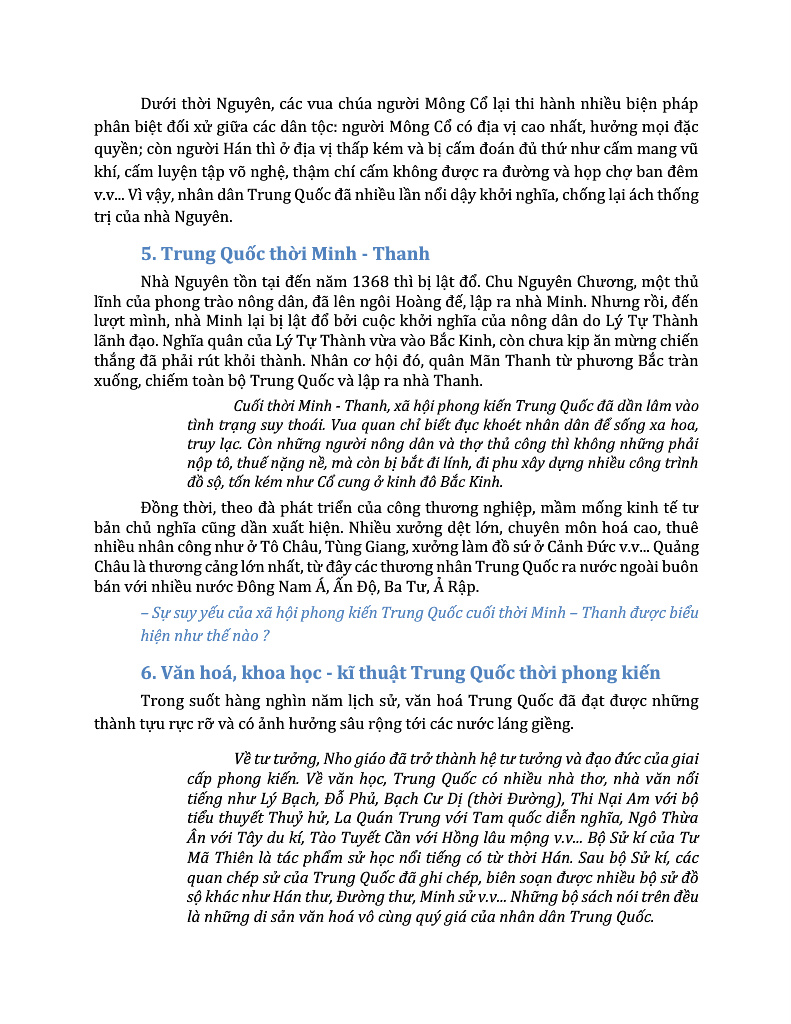 Dưới thời Nguyên, các vua chúa người Mông Cổ lại thi hành nhiều biện pháp
phân biệt đối xử giữa các dân tộc: người Mông Cổ có địa vị cao nhất, hưởng mọi đặc
quyền; còn người Hán thì ở địa vị thấp kém và bị cấm đoán đủ thứ như cấm mang vũ
khí, cấm luyện tập võ nghệ, thậm chí cấm không được ra đường và họp chợ ban đêm
v.v... Vì vậy, nhân dân Trung Quốc đã nhiều lần nổi dậy khởi nghĩa, chống lại ách thống
trị của nhà Nguyên.
5. Trung Quốc thời Minh - Thanh
Nhà Nguyên tồn tại đến năm 1368 thì bị lật đổ. Chu Nguyên Chương, một thủ
lĩnh của phong trào nông dân, đã lên ngôi Hoàng đế, lập ra nhà Minh. Nhưng rồi, đến
lượt mình, nhà Minh lại bị lật đổ bởi cuộc khởi nghĩa của nông dân do Lý Tự Thành
lãnh đạo. Nghĩa quân của Lý Tự Thành vừa vào Bắc Kinh, còn chưa kịp ăn mừng chiến
thắng đã phải rút khỏi thành. Nhân cơ hội đó, quân Mãn Thanh từ phương Bắc tràn
xuống, chiếm toàn bộ Trung Quốc và lập ra nhà Thanh.
Cuối thời Minh - Thanh, xã hội phong kiến Trung Quốc đã dần lâm vào
tình trạng suy thoái. Vua quan chỉ biết đục khoét nhân dân để sống xa hoa,
truy lạc. Còn những người nông dân và thợ thủ công thì không những phải
nộp tô, thuế nặng nề, mà còn bị bắt đi lính, đi phu xây dựng nhiều công trình
đồ sộ, tốn kém như Cố cung ở kinh đô Bắc Kinh.
Đồng thời, theo đà phát triển của công thương nghiệp, mầm mống kinh tế tư
bản chủ nghĩa cũng dần xuất hiện. Nhiều xưởng dệt lớn, chuyên môn hoá cao, thuê
nhiều nhân công như ở Tô Châu, Tùng Giang, xưởng làm đồ sứ ở Cảnh Đức v.v... Quảng
Châu là thương cảng lớn nhất, từ đây các thương nhân Trung Quốc ra nước ngoài buôn
bán với nhiều nước Đông Nam Á, Ấn Độ, Ba Tư, Ả Rập.
– Sự suy yếu của xã hội phong kiến Trung Quốc cuối thời Minh – Thanh được biểu
hiện như thế nào ?
6. Văn hoá, khoa học - kĩ thuật Trung Quốc thời phong kiến
Trong suốt hàng nghìn năm lịch sử, văn hoá Trung Quốc đã đạt được những
thành tựu rực rỡ và có ảnh hưởng sâu rộng tới các nước láng giềng.
Về tư tưởng, Nho giáo đã trở thành hệ tư tưởng và đạo đức của giai
cấp phong kiến. Về văn học, Trung Quốc có nhiều nhà thơ, nhà văn nổi
tiếng như Lý Bạch, Đỗ Phủ, Bạch Cư Dị (thời Đường), Thi Nại Am với bộ
tiểu thuyết Thuỷ hử, La Quán Trung với Tam quốc diễn nghĩa, Ngô Thừa
Ân với Tây du kí, Tào Tuyết Cần với Hồng lâu mộng v.v... Bộ Sử kí của Tư
Mã Thiên là tác phẩm sử học nổi tiếng có từ thời Hán. Sau bộ Sử kí, các
quan chép sử của Trung Quốc đã ghi chép, biên soạn được nhiều bộ sử đồ
sộ khác như Hán thư, Đường thư, Minh sử v.v... Những bộ sách nói trên đều
là những di sản văn hoá vô cùng quý giá của nhân dân Trung Quốc.